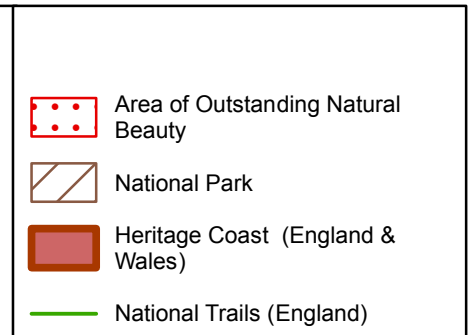 Area of Outstanding Natural
Beauty
National Park
Heritage Coast (England &
Wales)
National Trails (England)